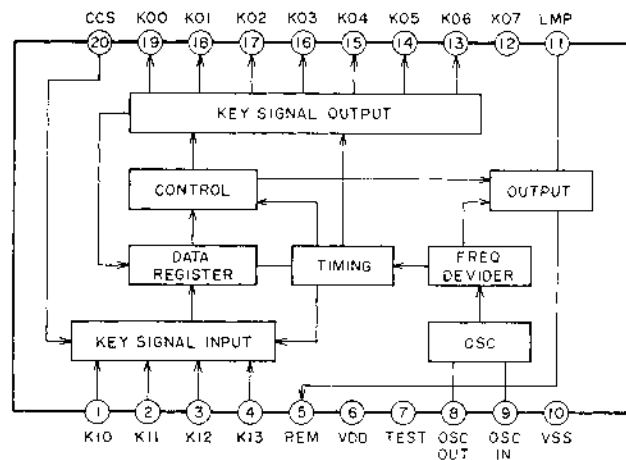 CCS KO0 KO1 KO2 KO3 KO4 KO5 KO6 KO7 LMP
20 19 18 17 16 15 14 13 12 11
KEY SIGNAL OUTPUT
CONTROL
OUTPUT
DATA
REGISTER
TIMING
FREQ
DEVIDER
KEY SIGNAL INPUT
OSC
1 2 3 4 5 6 7 8 9 10
KI0 KI1 KI2 KI3 REM VDD TEST OSC OSC VSS
OUT IN